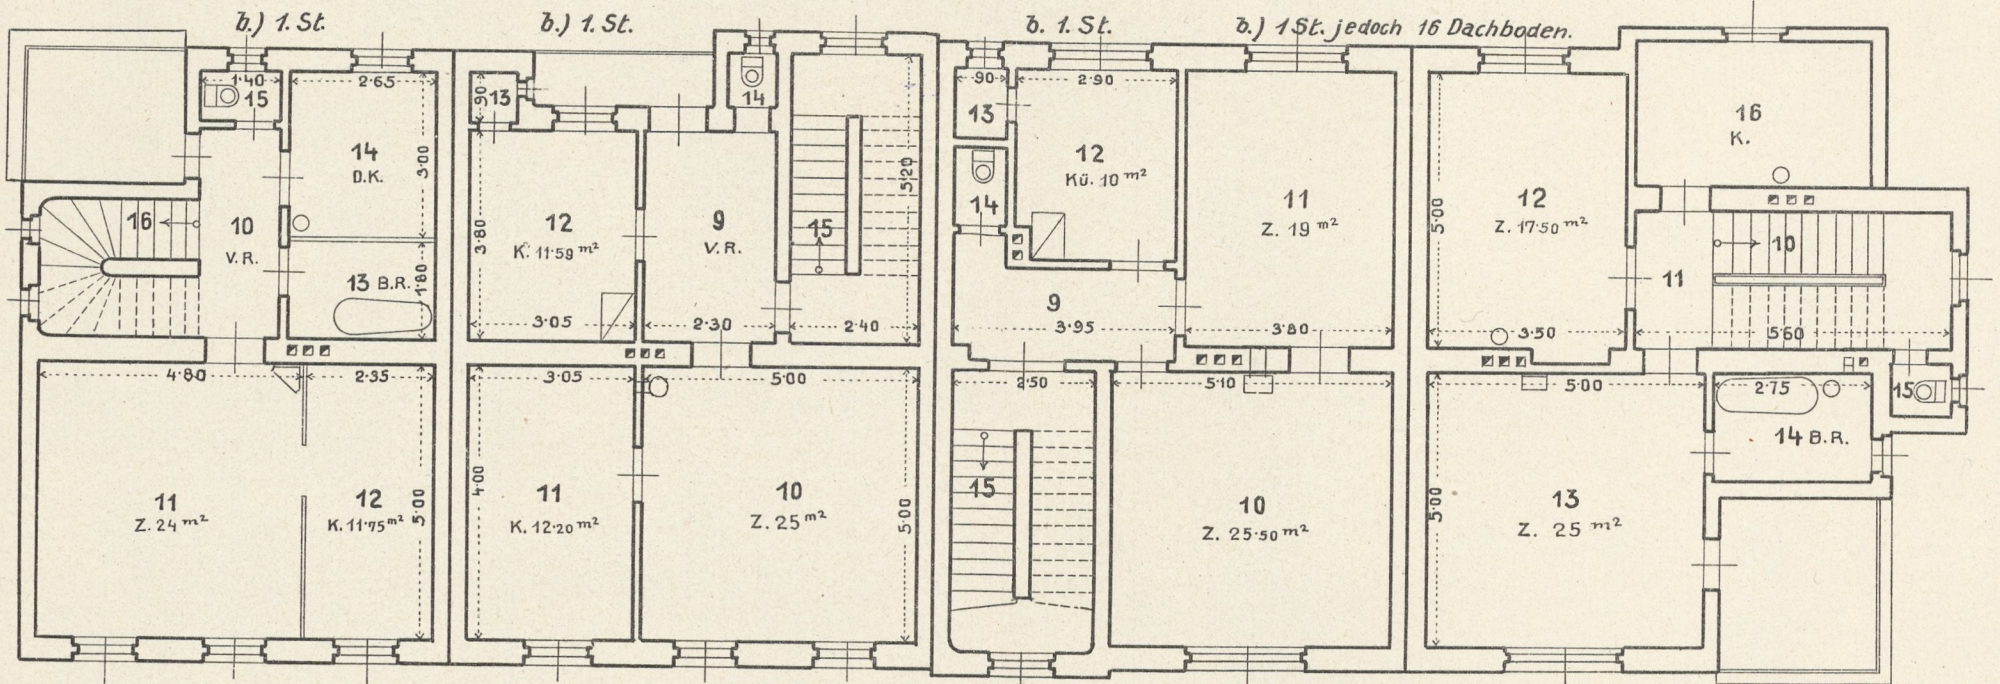 b.) 1. St.
b.) 1. St.
b. 1. St.
b.) 1 St. jedoch 16 Dachboden.
1·40
15
2·65
14
D.K.
3·00
16
10
V.R.
13 B.R.
1·80
4·80
2·35
11
Z. 24 m²
12
K. 11·75 m²
5·00
·90
13
14
12
K. 11·59 m²
3·80
3·05
9
V.R.
2·30
15
5·20
2·40
3·05
5·00
4·00
11
K. 12·20 m²
10
Z. 25 m²
5·00
·90
13
2·90
12
Kü. 10 m²
14
9
3·95
11
Z. 19 m²
3·80
2·50
15
5·10
10
Z. 25·50 m²
5·00
12
Z. 17·50 m²
3·50
16
K.
10
11
5·60
5·00
2·75
15
14 B.R.
13
Z. 25 m²
5·00